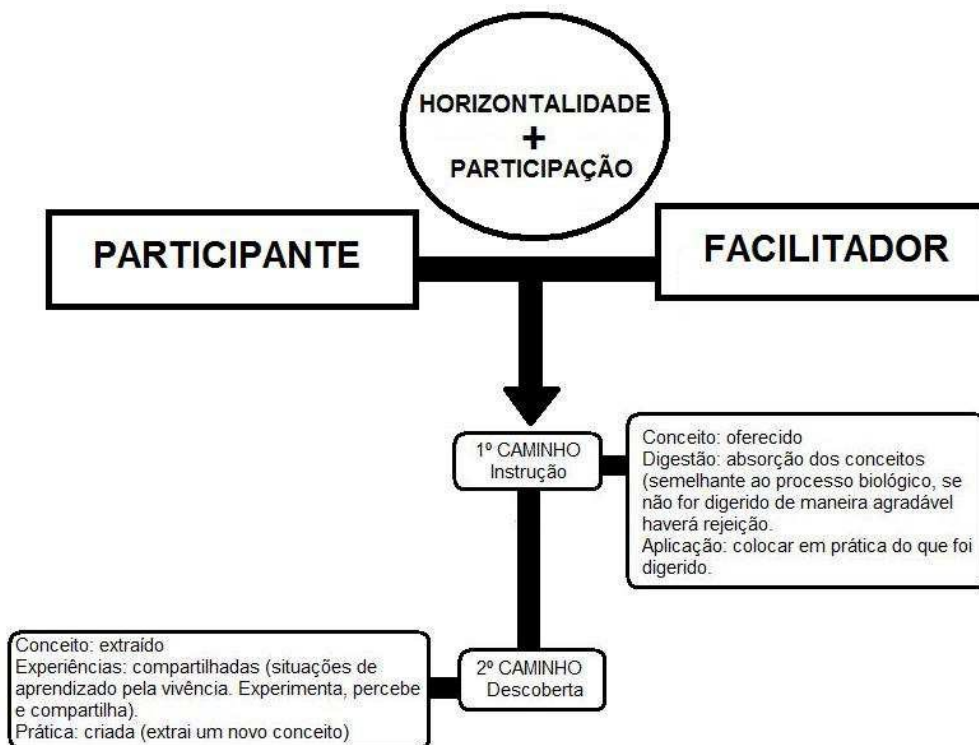 HORIZONTALIDADE
+
PARTICIPAÇÃO
PARTICIPANTE
FACILITADOR
1º CAMINHO
Instrução
Conceito: oferecido
Digestão: absorção dos conceitos
(semelhante ao processo biológico, se
não for digerido de maneira agradável
haverá rejeição.
Aplicação: colocar em prática do que foi
digerido.
Conceito: extraído
Experiências: compartilhadas (situações de
aprendizado pela vivência. Experimenta, percebe
e compartilha).
Prática: criada (extrai um novo conceito)
2º CAMINHO
Descoberta